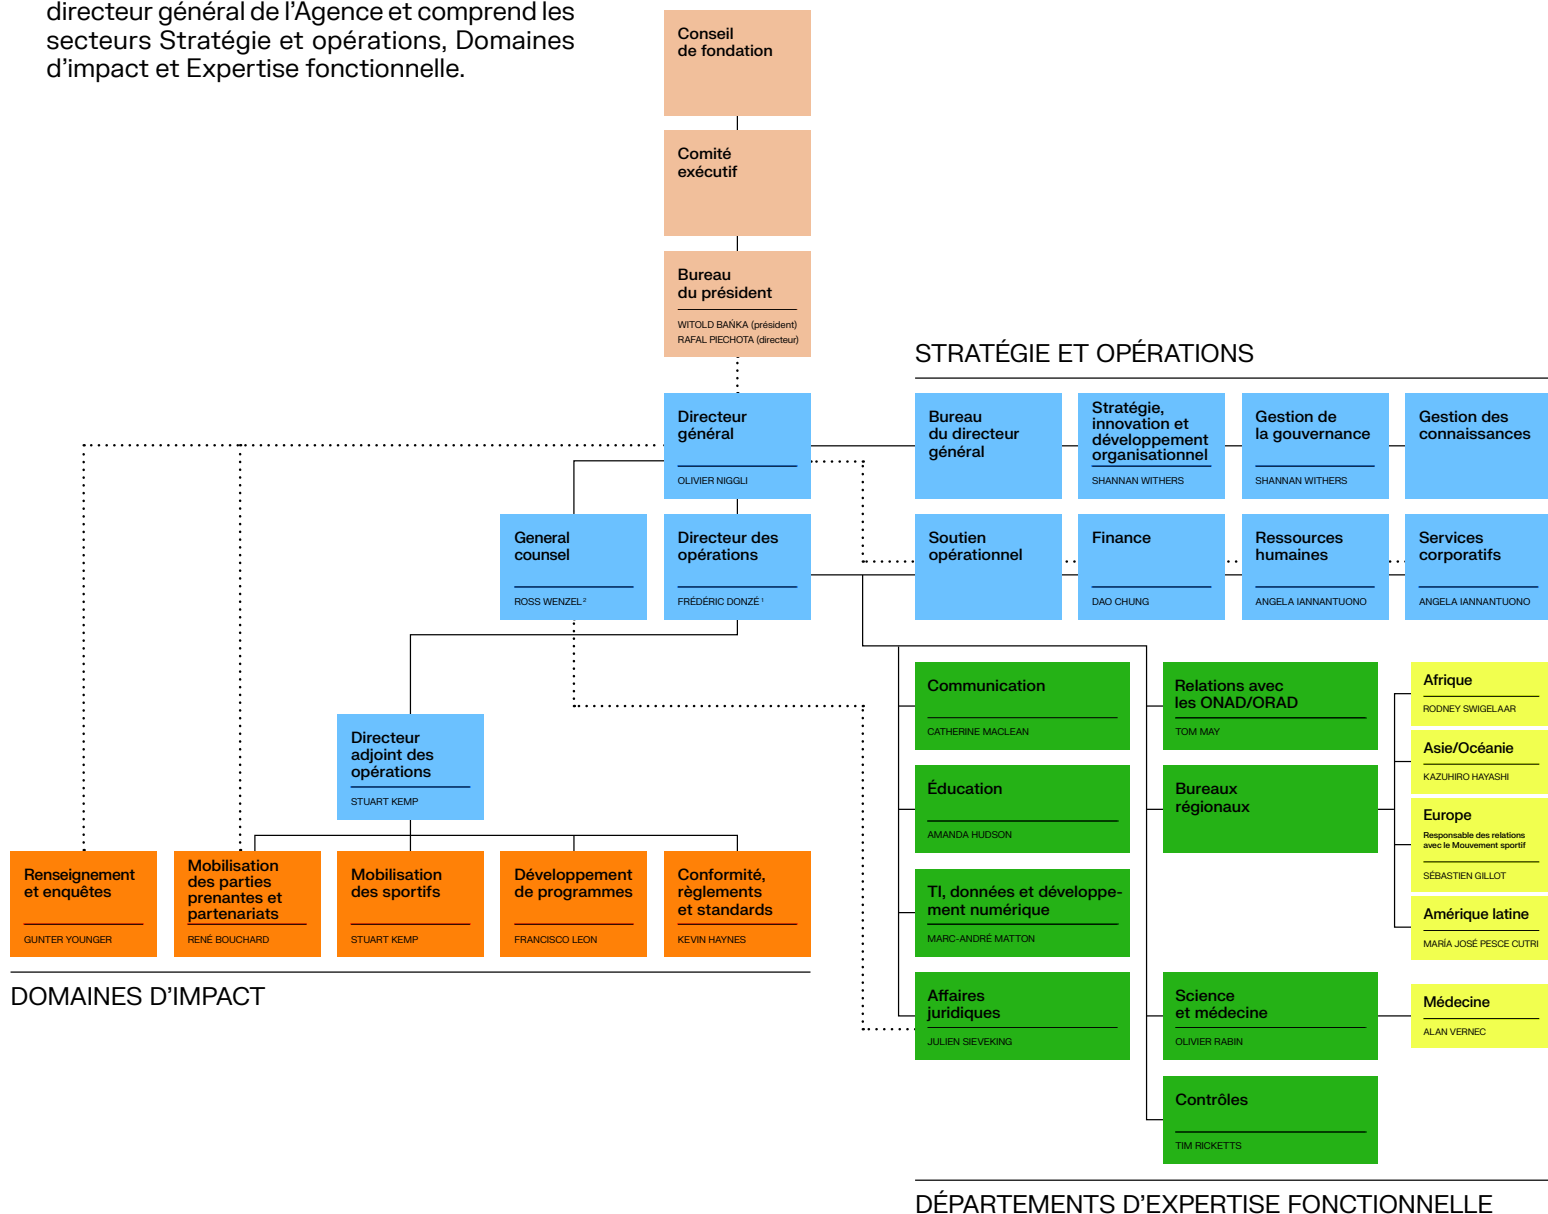 directeur général de l’Agence et comprend les
secteurs Stratégie et opérations, Domaines
d’impact et Expertise fonctionnelle.
Conseil
de fondation
Comité
exécutif
Bureau
du président
WITOLD BAŃKA (président)
RAFAL PIECHOTA (directeur)
STRATÉGIE ET OPÉRATIONS
Directeur
général
OLIVIER NIGGLI
Bureau
du directeur
général
Stratégie,
innovation et
développement
organisationnel
SHANNAN WITHERS
Gestion de
la gouvernance
SHANNAN WITHERS
Gestion des
connaissances
General
counsel
ROSS WENZEL ²
Directeur des
opérations
FRÉDÉRIC DONZÉ ¹
Soutien
opérationnel
Finance
DAO CHUNG
Ressources
humaines
ANGELA IANNANTUONO
Services
corporatifs
ANGELA IANNANTUONO
Directeur
adjoint des
opérations
STUART KEMP
Renseignement
et enquêtes
GUNTER YOUNGER
Mobilisation
des parties
prenantes et
partenariats
RENÉ BOUCHARD
Mobilisation
des sportifs
STUART KEMP
Développement
de programmes
FRANCISCO LEON
Conformité,
règlements
et standards
KEVIN HAYNES
DOMAINES D’IMPACT
Communication
CATHERINE MACLEAN
Éducation
AMANDA HUDSON
TI, données et développe-
ment numérique
MARC-ANDRÉ MATTON
Affaires
juridiques
JULIEN SIEVEKING
Relations avec
les ONAD/ORAD
TOM MAY
Bureaux
régionaux
Afrique
RODNEY SWIGELAAR
Asie/Océanie
KAZUHIRO HAYASHI
Europe
Responsable des relations
avec le Mouvement sportif
SÉBASTIEN GILLOT
Amérique latine
MARÍA JOSÉ PESCE CUTRI
Science
et médecine
OLIVIER RABIN
Médecine
ALAN VERNEC
Contrôles
TIM RICKETTS
DÉPARTEMENTS D’EXPERTISE FONCTIONNELLE